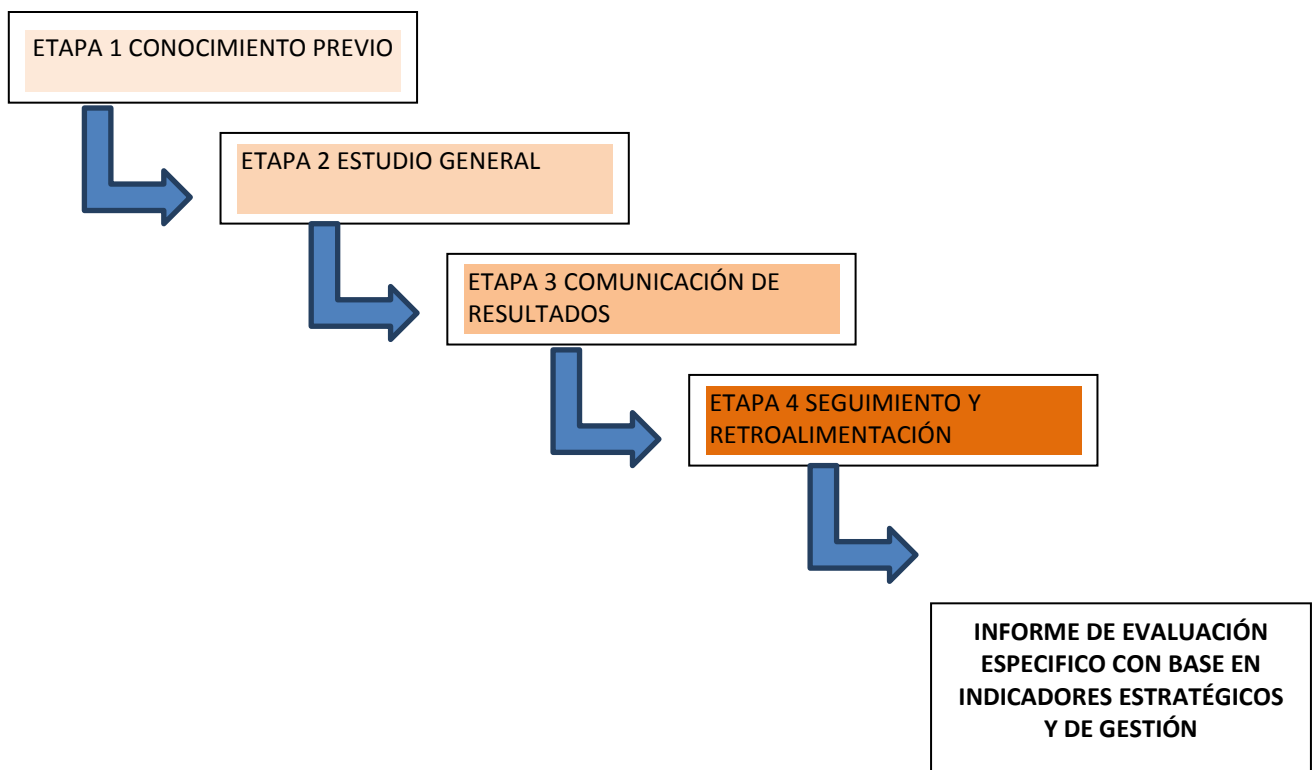 ETAPA 1 CONOCIMIENTO PREVIO
ETAPA 2 ESTUDIO GENERAL
ETAPA 3 COMUNICACIÓN DE
RESULTADOS
ETAPA 4 SEGUIMIENTO Y
RETROALIMENTACIÓN
INFORME DE EVALUACIÓN
ESPECIFICO CON BASE EN
INDICADORES ESTRATÉGICOS
Y DE GESTIÓN